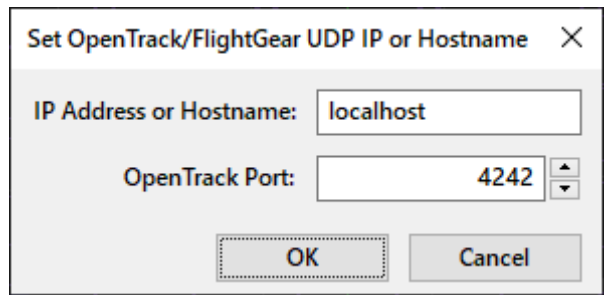 Set OpenTrack/FlightGear UDP IP or Hostname
IP Address or Hostname: localhost
OpenTrack Port: 4242
OK Cancel